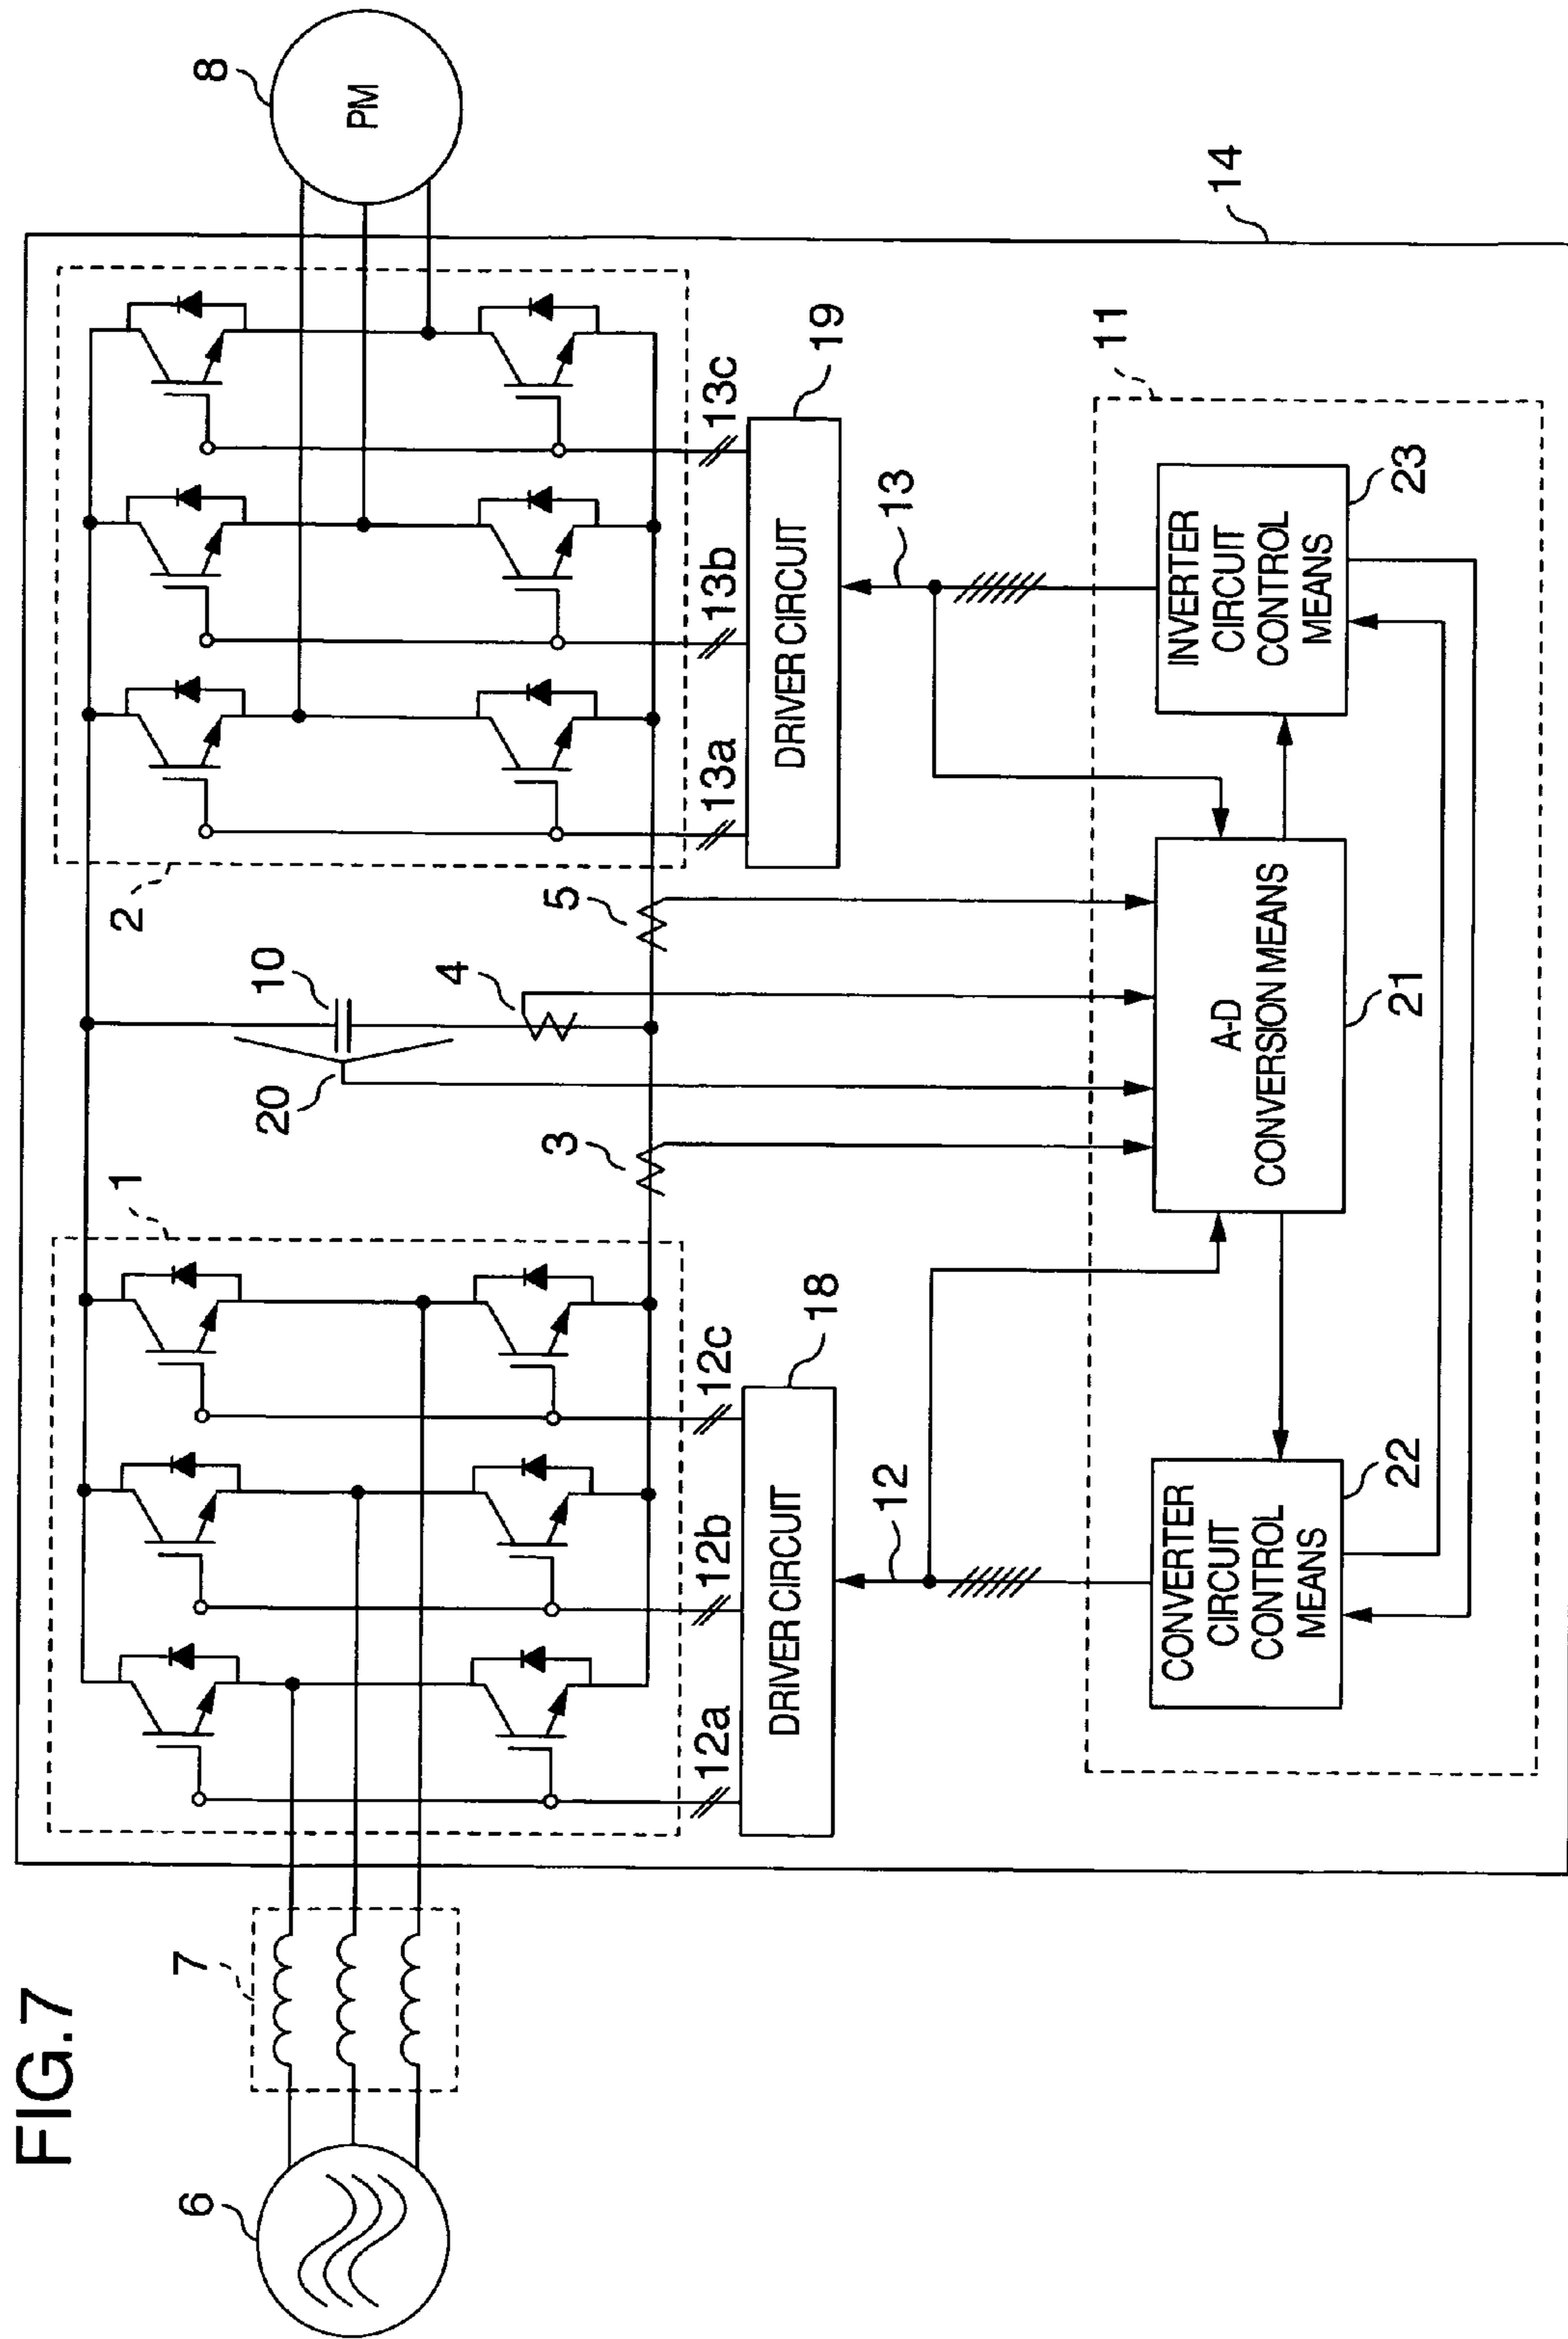 FIG.7
6
7
1
12a
12b
12c
DRIVER CIRCUIT
18
12
3
20
10
4
5
2
13a
13b
13c
DRIVER CIRCUIT
19
13
8
PM
14
11
CONVERTER
CIRCUIT
CONTROL
MEANS
22
A-D
CONVERSION MEANS
21
INVERTER
CIRCUIT
CONTROL
MEANS
23